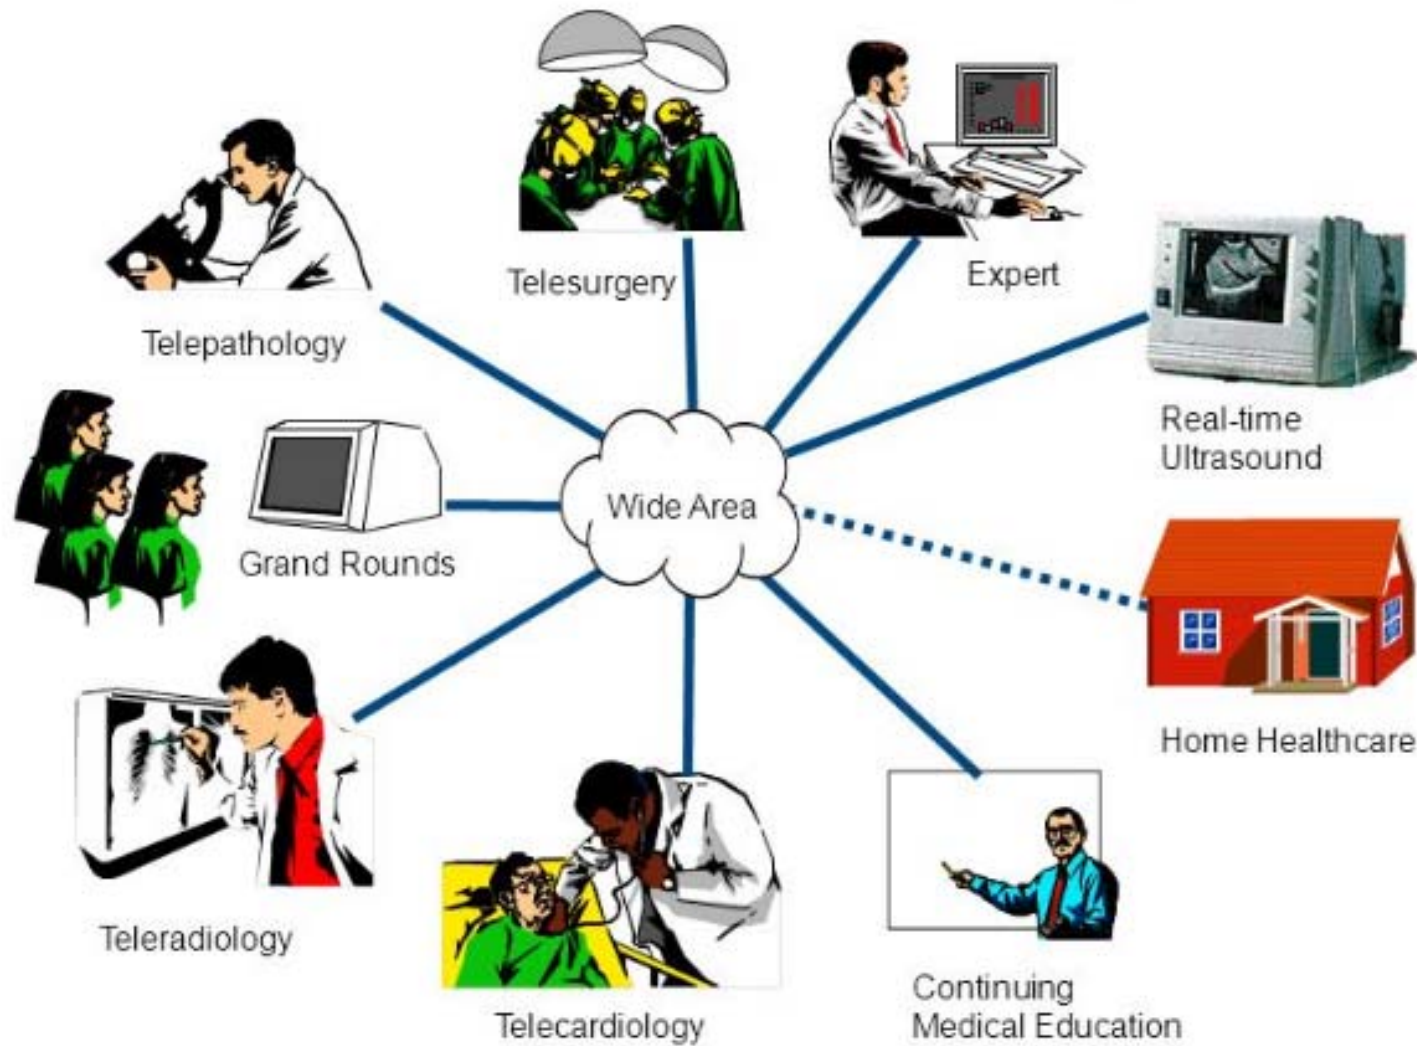 Telesurgery
Expert
Telepathology
Real-time
Ultrasound
Wide Area
Grand Rounds
Home Healthcare
Teleradiology
Telecardiology
Continuing
Medical Education